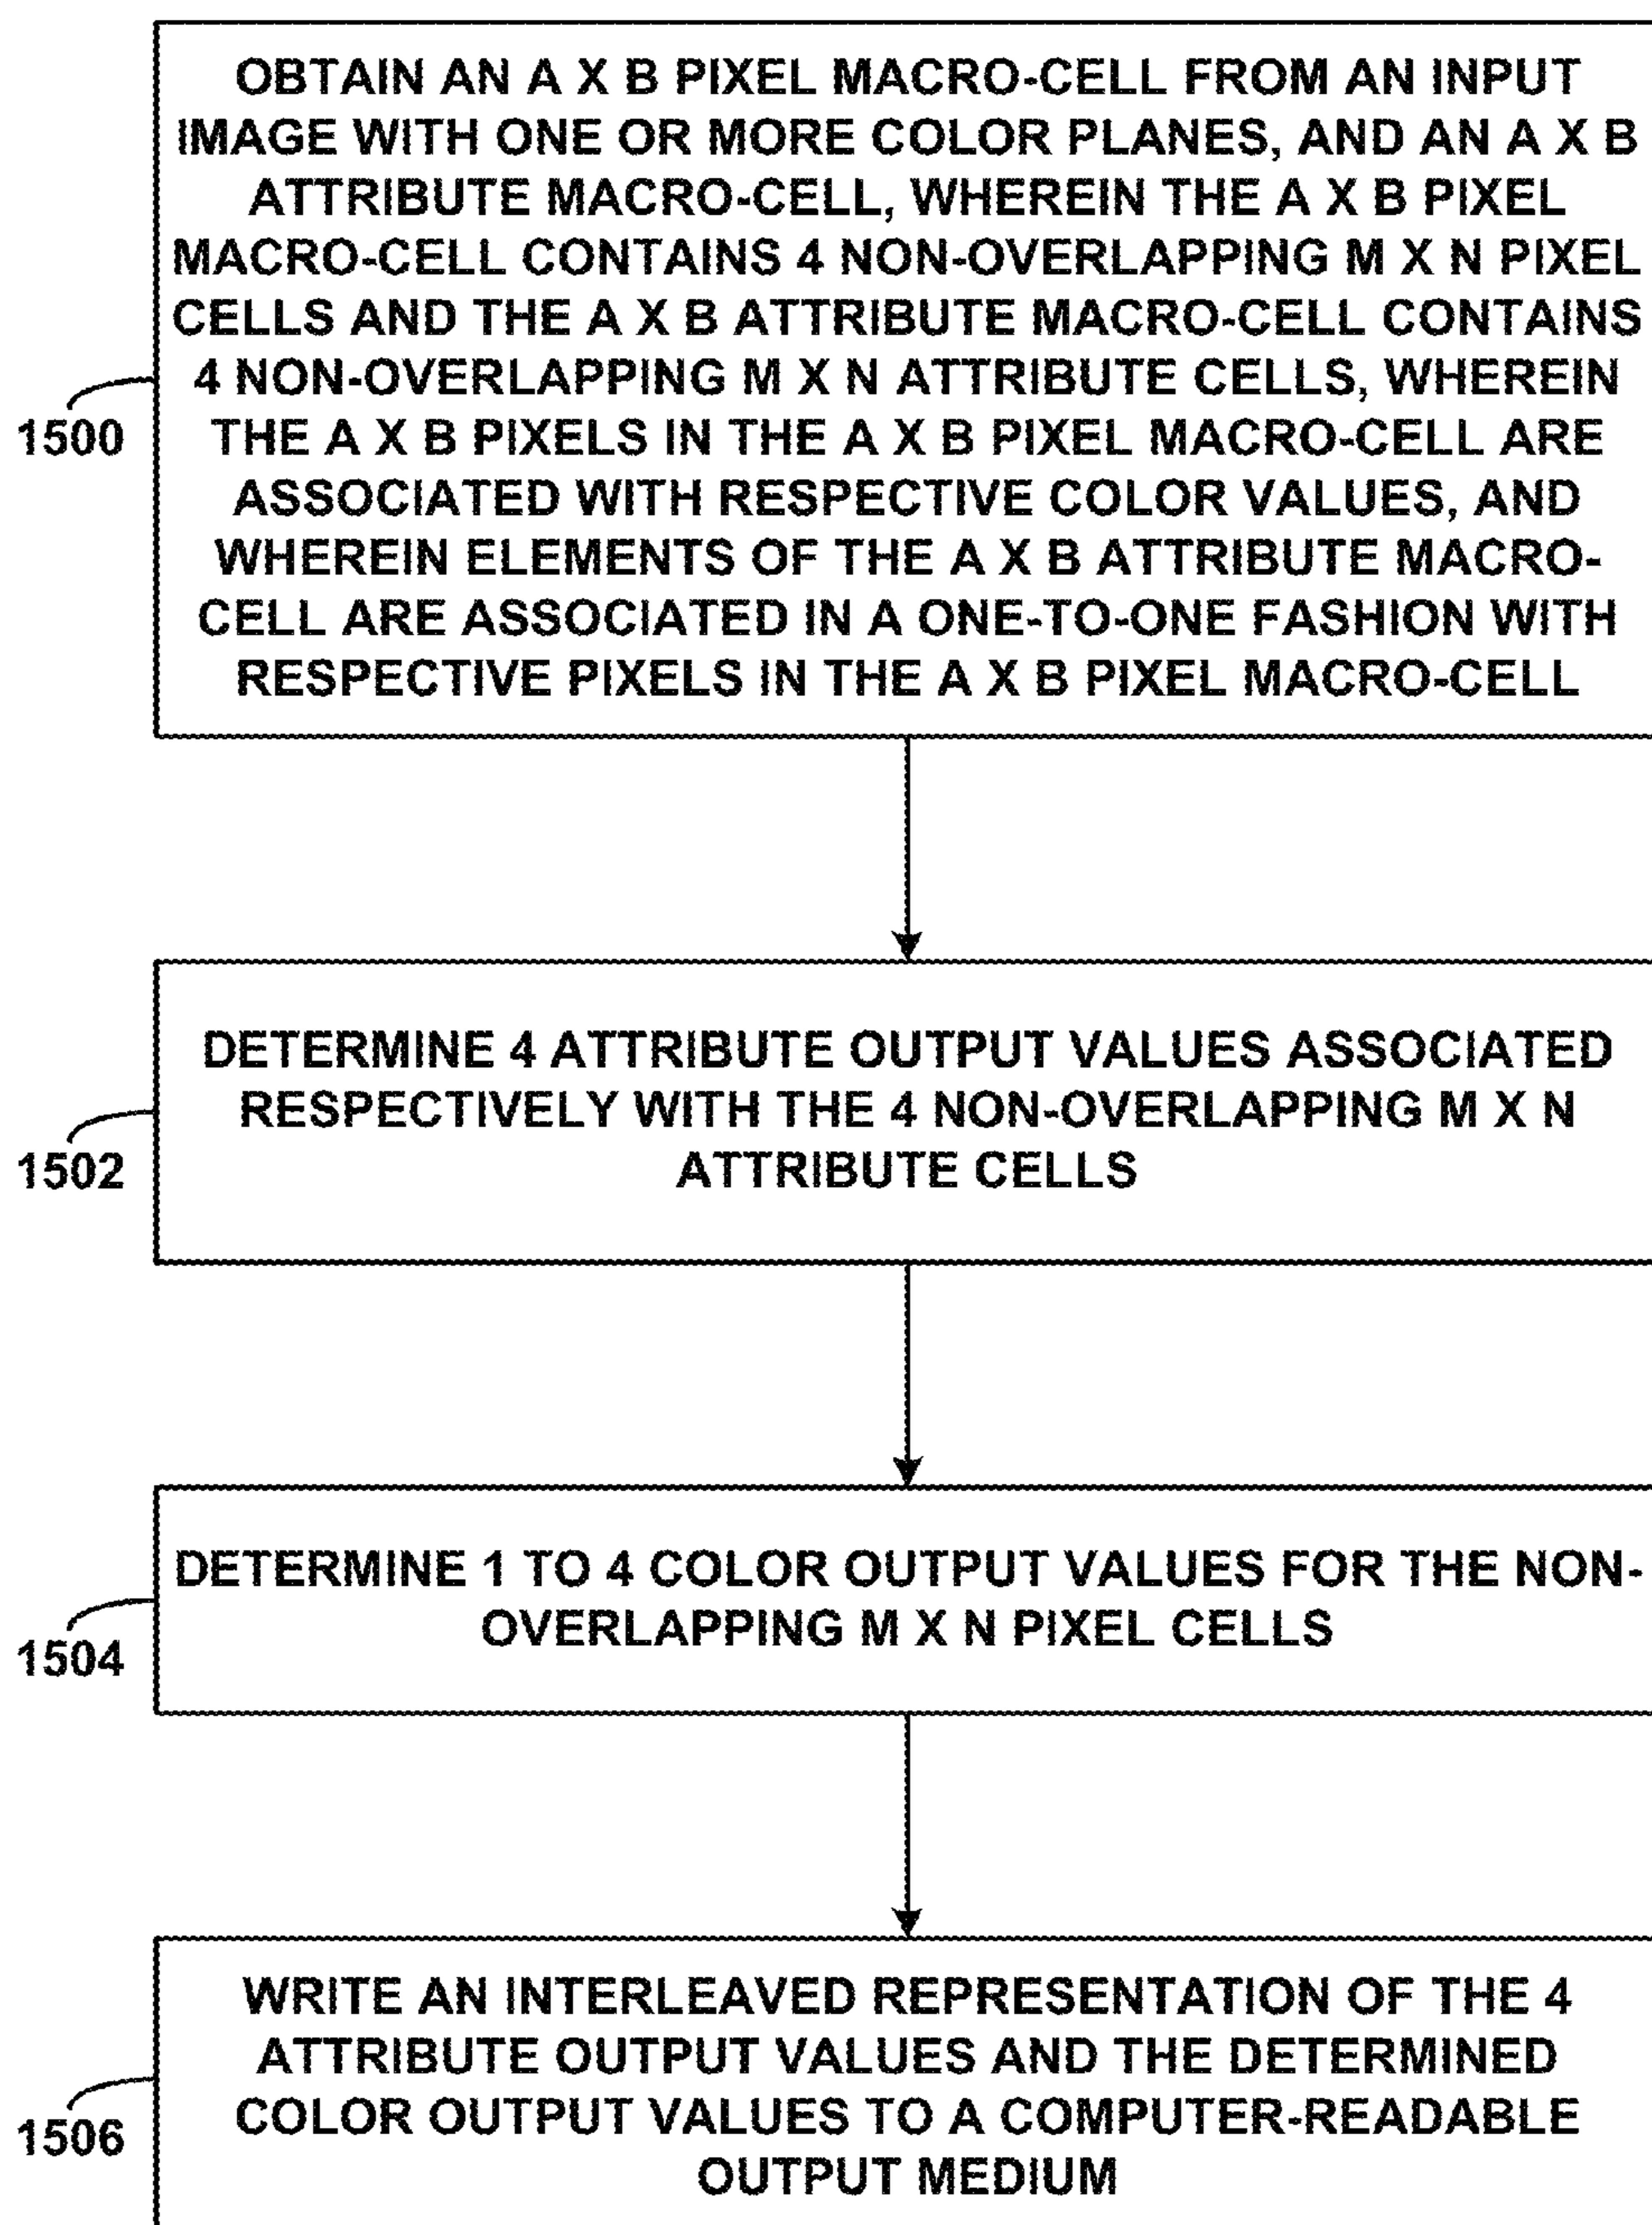 OBTAIN AN A X B PIXEL MACRO-CELL FROM AN INPUT
IMAGE WITH ONE OR MORE COLOR PLANES, AND AN A X B
ATTRIBUTE MACRO-CELL, WHEREIN THE A X B PIXEL
MACRO-CELL CONTAINS 4 NON-OVERLAPPING M X N PIXEL
CELLS AND THE A X B ATTRIBUTE MACRO-CELL CONTAINS
4 NON-OVERLAPPING M X N ATTRIBUTE CELLS, WHEREIN
THE A X B PIXELS IN THE A X B PIXEL MACRO-CELL ARE
ASSOCIATED WITH RESPECTIVE COLOR VALUES, AND
WHEREIN ELEMENTS OF THE A X B ATTRIBUTE MACRO-
CELL ARE ASSOCIATED IN A ONE-TO-ONE FASHION WITH
RESPECTIVE PIXELS IN THE A X B PIXEL MACRO-CELL
1500
DETERMINE 4 ATTRIBUTE OUTPUT VALUES ASSOCIATED
RESPECTIVELY WITH THE 4 NON-OVERLAPPING M X N
ATTRIBUTE CELLS
1502
DETERMINE 1 TO 4 COLOR OUTPUT VALUES FOR THE NON-
OVERLAPPING M X N PIXEL CELLS
1504
WRITE AN INTERLEAVED REPRESENTATION OF THE 4
ATTRIBUTE OUTPUT VALUES AND THE DETERMINED
COLOR OUTPUT VALUES TO A COMPUTER-READABLE
OUTPUT MEDIUM
1506